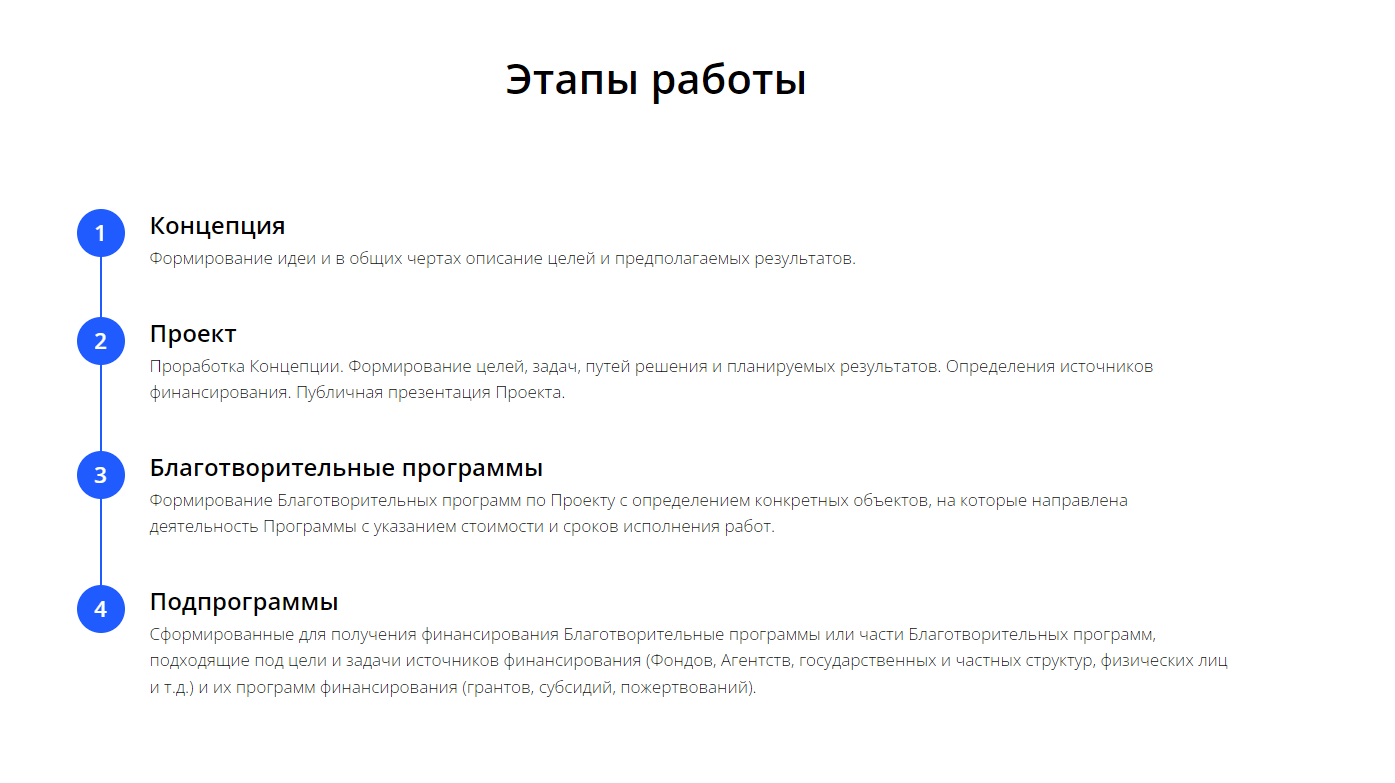 Этапы работы
1
Концепция
Формирование идеи и в общих чертах описание целей и предполагаемых результатов.
2
Проект
Проработка Концепции. Формирование целей, задач, путей решения и планируемых результатов. Определения источников
финансирования. Публичная презентация Проекта.
3
Благотворительные программы
Формирование Благотворительных программ по Проекту с определением конкретных объектов, на которые направлена
деятельность Программы с указанием стоимости и сроков исполнения работ.
4
Подпрограммы
Сформированные для получения финансирования Благотворительные программы или части Благотворительных программ,
подходящие под цели и задачи источников финансирования (Фондов, Агентств, государственных и частных структур, физических лиц
и т.д.) и их программ финансирования (грантов, субсидий, пожертвований).